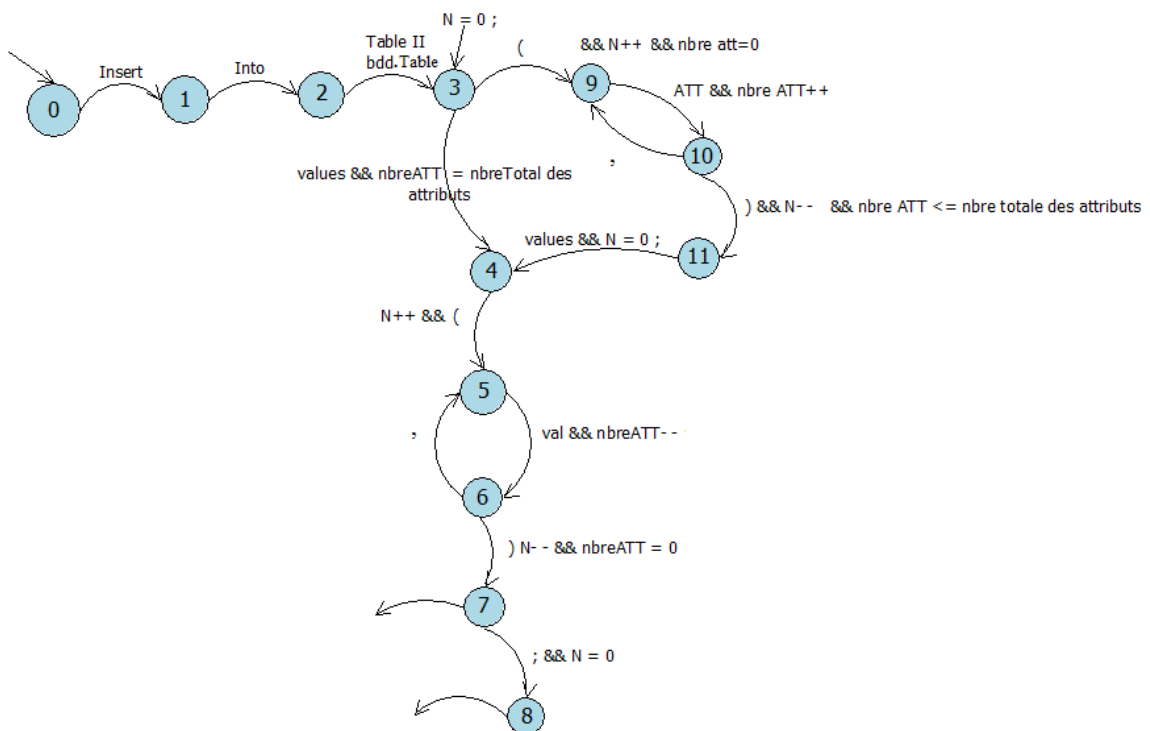 N = 0 ;
Table II
bdd.Table
(
&& N++ && nbre att=0
Insert
Into
0
1
2
3
9
ATT && nbre ATT++
,
10
values && nbreATT = nbreTotal des
attributs
) && N- - && nbre ATT <= nbre totale des attributs
values && N = 0 ;
11
4
N++ && (
5
,
val && nbreATT- -
6
) N- - && nbreATT = 0
7
; && N = 0
8